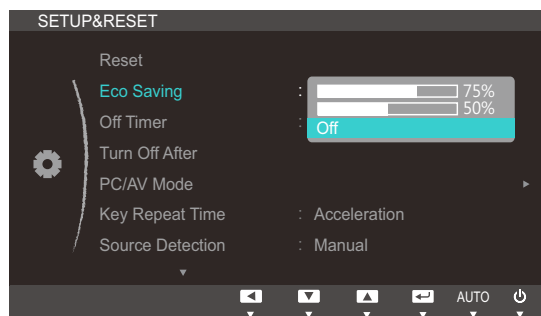 SETUP&RESET
Reset
Eco Saving :
75%
50%
Off Timer :
Off
Turn Off After
PC/AV Mode
Key Repeat Time : Acceleration
Source Detection : Manual
AUTO